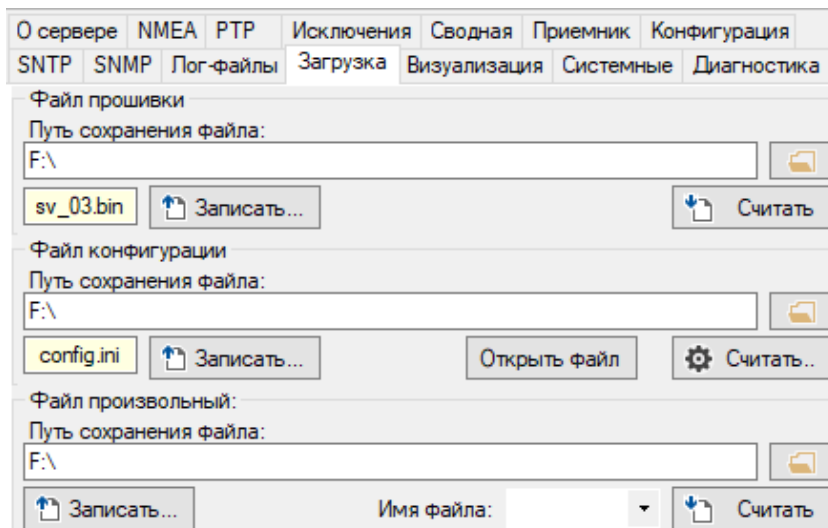 О сервере NMEA PTP Исключения Сводная Приемник Конфигурация
SNTP SNMP Лог-файлы Загрузка Визуализация Системные Диагностика
Файл прошивки
Путь сохранения файла:
F:\
sv_03.bin Записать... Считать
Файл конфигурации
Путь сохранения файла:
F:\
config.ini Записать... Открыть файл Считать..
Файл произвольный:
Путь сохранения файла:
F:\
Записать... Имя файла: Считать